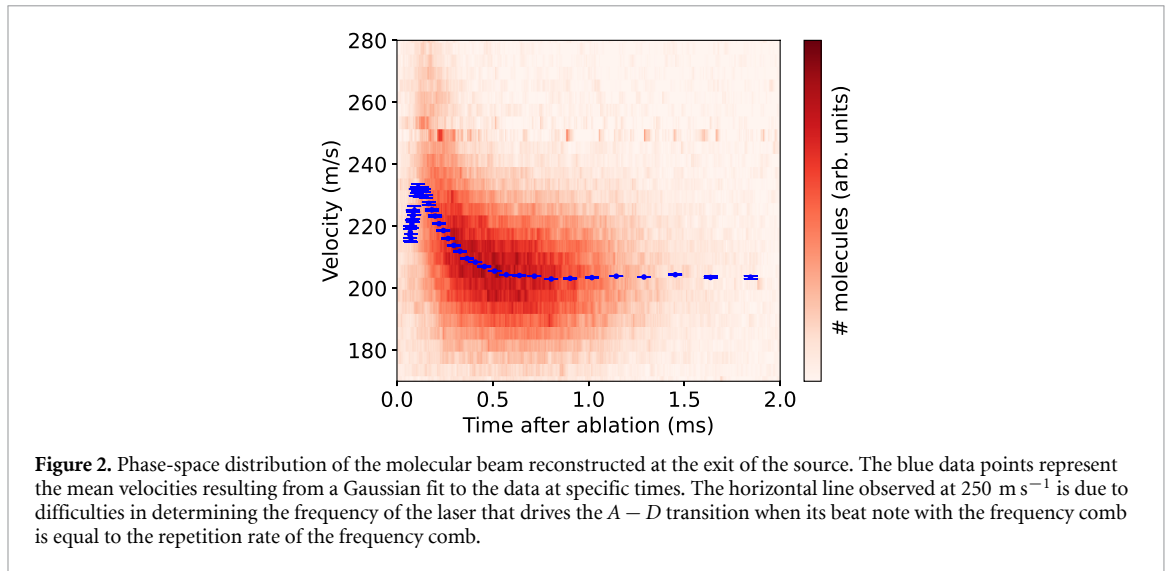 280
260
240
220
200
180
Velocity (m/s)
0.0 0.5 1.0 1.5 2.0
Time after ablation (ms)
# molecules (arb. units)
Figure 2. Phase-space distribution of the molecular beam reconstructed at the exit of the source. The blue data points represent
the mean velocities resulting from a Gaussian fit to the data at specific times. The horizontal line observed at 250 m s−1 is due to
difficulties in determining the frequency of the laser that drives the A − D transition when its beat note with the frequency comb
is equal to the repetition rate of the frequency comb.